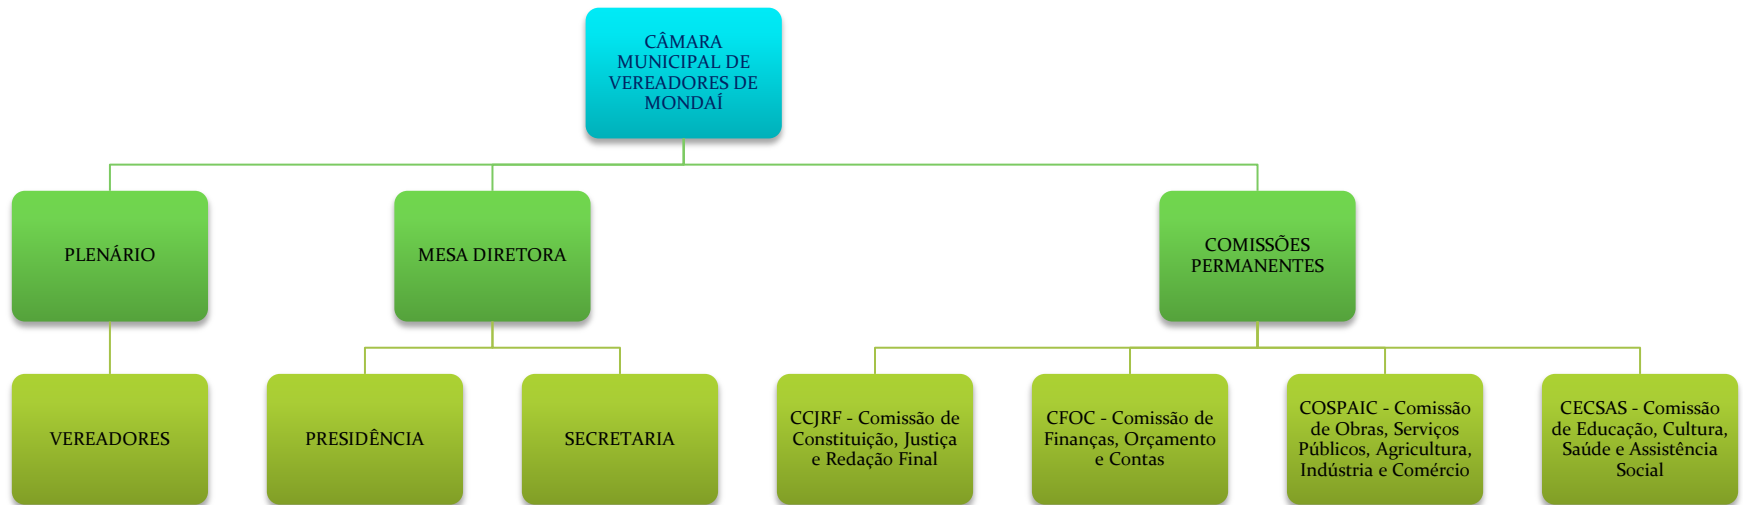 CÂMARA
MUNICIPAL DE
VEREADORES DE
MONDAÍ
PLENÁRIO
MESA DIRETORA
COMISSÕES
PERMANENTES
VEREADORES
PRESIDÊNCIA
SECRETARIA
CCJRF - Comissão de
Constituição, Justiça
e Redação Final
CFOC - Comissão de
Finanças, Orçamento
e Contas
COSPAIC - Comissão
de Obras, Serviços
Públicos, Agricultura,
Indústria e Comércio
CECSAS - Comissão
de Educação, Cultura,
Saúde e Assistência
Social